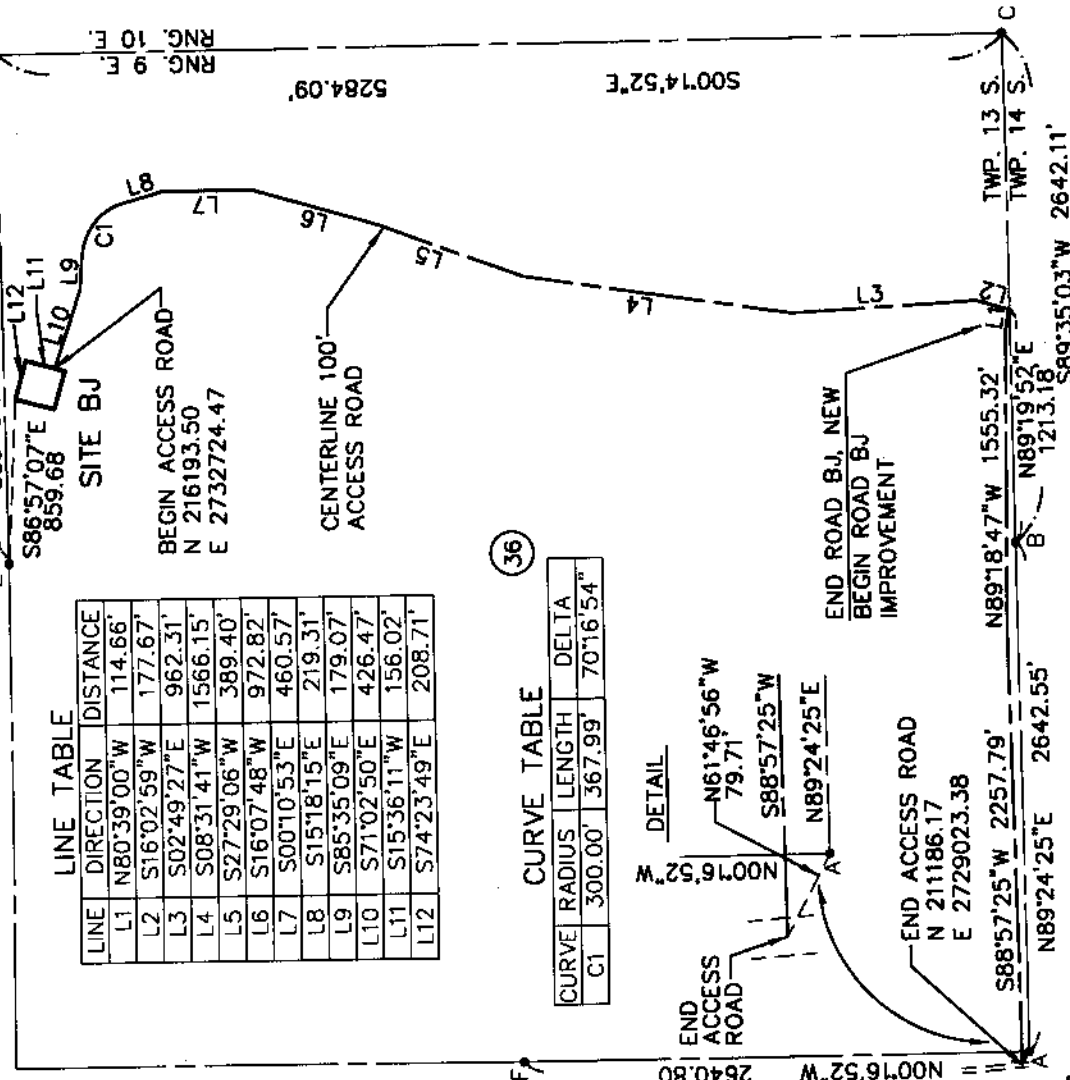 RNG. 9 E.
RNG. 10 E.
5284.09'
S00°14'52"E
L12
L11
L10
L9
C1
L8
L7
L6
L5
L4
L3
L2
L1
S86°57'07"E
859.68
SITE BJ
BEGIN ACCESS ROAD
N 216193.50
E 2732724.47
CENTERLINE 100'
ACCESS ROAD
36
LINE TABLE
LINE DIRECTION DISTANCE
L1 N80°39'00"W 114.66'
L2 S16°02'59"W 177.67'
L3 S02°49'27"E 962.31'
L4 S08°31'41"W 1566.15'
L5 S27°29'06"W 389.40'
L6 S16°07'48"W 972.82'
L7 S00°10'53"E 460.57'
L8 S15°18'15"E 219.31'
L9 S85°35'09"E 179.07'
L10 S71°02'50"E 426.47'
L11 S15°36'11"W 156.02'
L12 S74°23'49"E 208.71'
CURVE TABLE
CURVE RADIUS LENGTH DELTA
C1 300.00' 367.99' 70°16'54"
DETAIL
N61°46'56"W
79.71'
S88°57'25"W
N89°24'25"E
N00°16'52"W
A
END
ACCESS
ROAD
END ROAD BJ, NEW
BEGIN ROAD BJ
IMPROVEMENT
END ACCESS ROAD
N 211186.17
E 2729023.38
S88°57'25"W 2257.79'
N89°18'47"W 1555.32'
N89°24'25"E 2642.55'
N89°19'52"E
1213.18'
S89°35'03"W 2642.11'
TWP. 13 S.
TWP. 14 S.
A
B
C
F
2640.80
N00°16'52"W